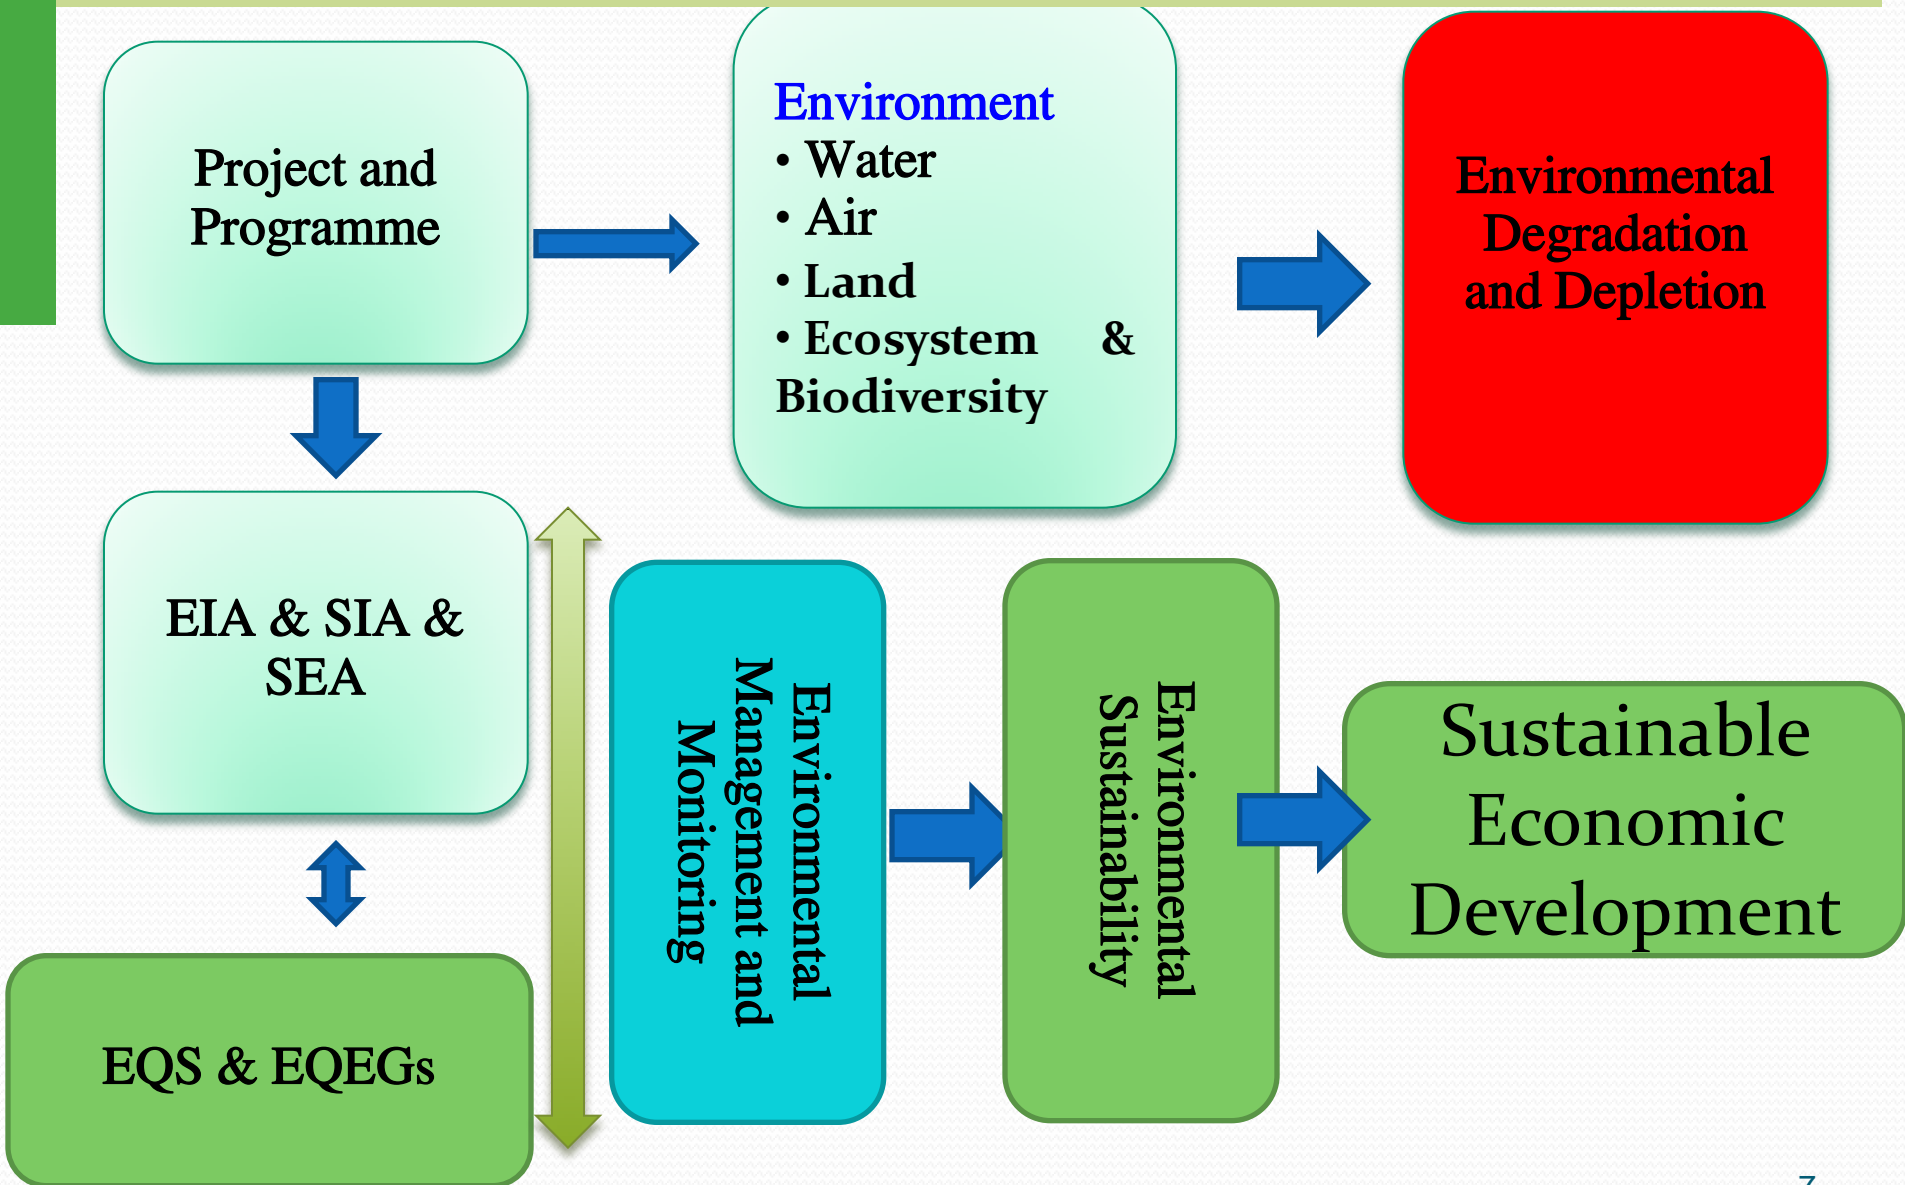 Project and
Programme
Environment
• Water
• Air
• Land
• Ecosystem &
Biodiversity
Environmental
Degradation
and Depletion
EIA & SIA &
SEA
EQS & EQEGs
Environmental
Management and
Monitoring
Environmental
Sustainability
Sustainable
Economic
Development
7